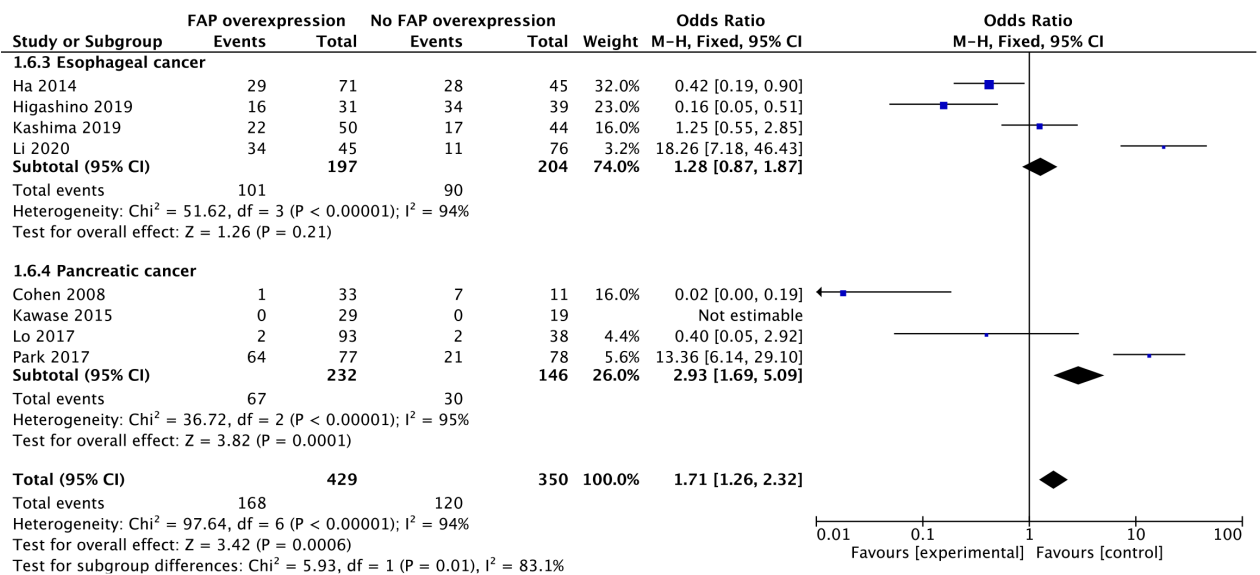 FAP overexpression No FAP overexpression Odds Ratio Odds Ratio
Study or Subgroup Events Total Events Total Weight M-H, Fixed, 95% CI M-H, Fixed, 95% CI
1.6.3 Esophageal cancer
Ha 2014 29 71 28 45 32.0% 0.42 [0.19, 0.90]
Higashino 2019 16 31 34 39 23.0% 0.16 [0.05, 0.51]
Kashima 2019 22 50 17 44 16.0% 1.25 [0.55, 2.85]
Li 2020 34 45 11 76 3.2% 18.26 [7.18, 46.43]
Subtotal (95% CI) 197 204 74.0% 1.28 [0.87, 1.87]
Total events 101 90
Heterogeneity: Chi² = 51.62, df = 3 (P < 0.00001); I² = 94%
Test for overall effect: Z = 1.26 (P = 0.21)
1.6.4 Pancreatic cancer
Cohen 2008 1 33 7 11 16.0% 0.02 [0.00, 0.19]
Kawase 2015 0 29 0 19 Not estimable
Lo 2017 2 93 2 38 4.4% 0.40 [0.05, 2.92]
Park 2017 64 77 21 78 5.6% 13.36 [6.14, 29.10]
Subtotal (95% CI) 232 146 26.0% 2.93 [1.69, 5.09]
Total events 67 30
Heterogeneity: Chi² = 36.72, df = 2 (P < 0.00001); I² = 95%
Test for overall effect: Z = 3.82 (P = 0.0001)
Total (95% CI) 429 350 100.0% 1.71 [1.26, 2.32]
Total events 168 120
Heterogeneity: Chi² = 97.64, df = 6 (P < 0.00001); I² = 94%
Test for overall effect: Z = 3.42 (P = 0.0006)
Test for subgroup differences: Chi² = 5.93, df = 1 (P = 0.01), I² = 83.1%
0.01 0.1 1 10 100
Favours [experimental] Favours [control]